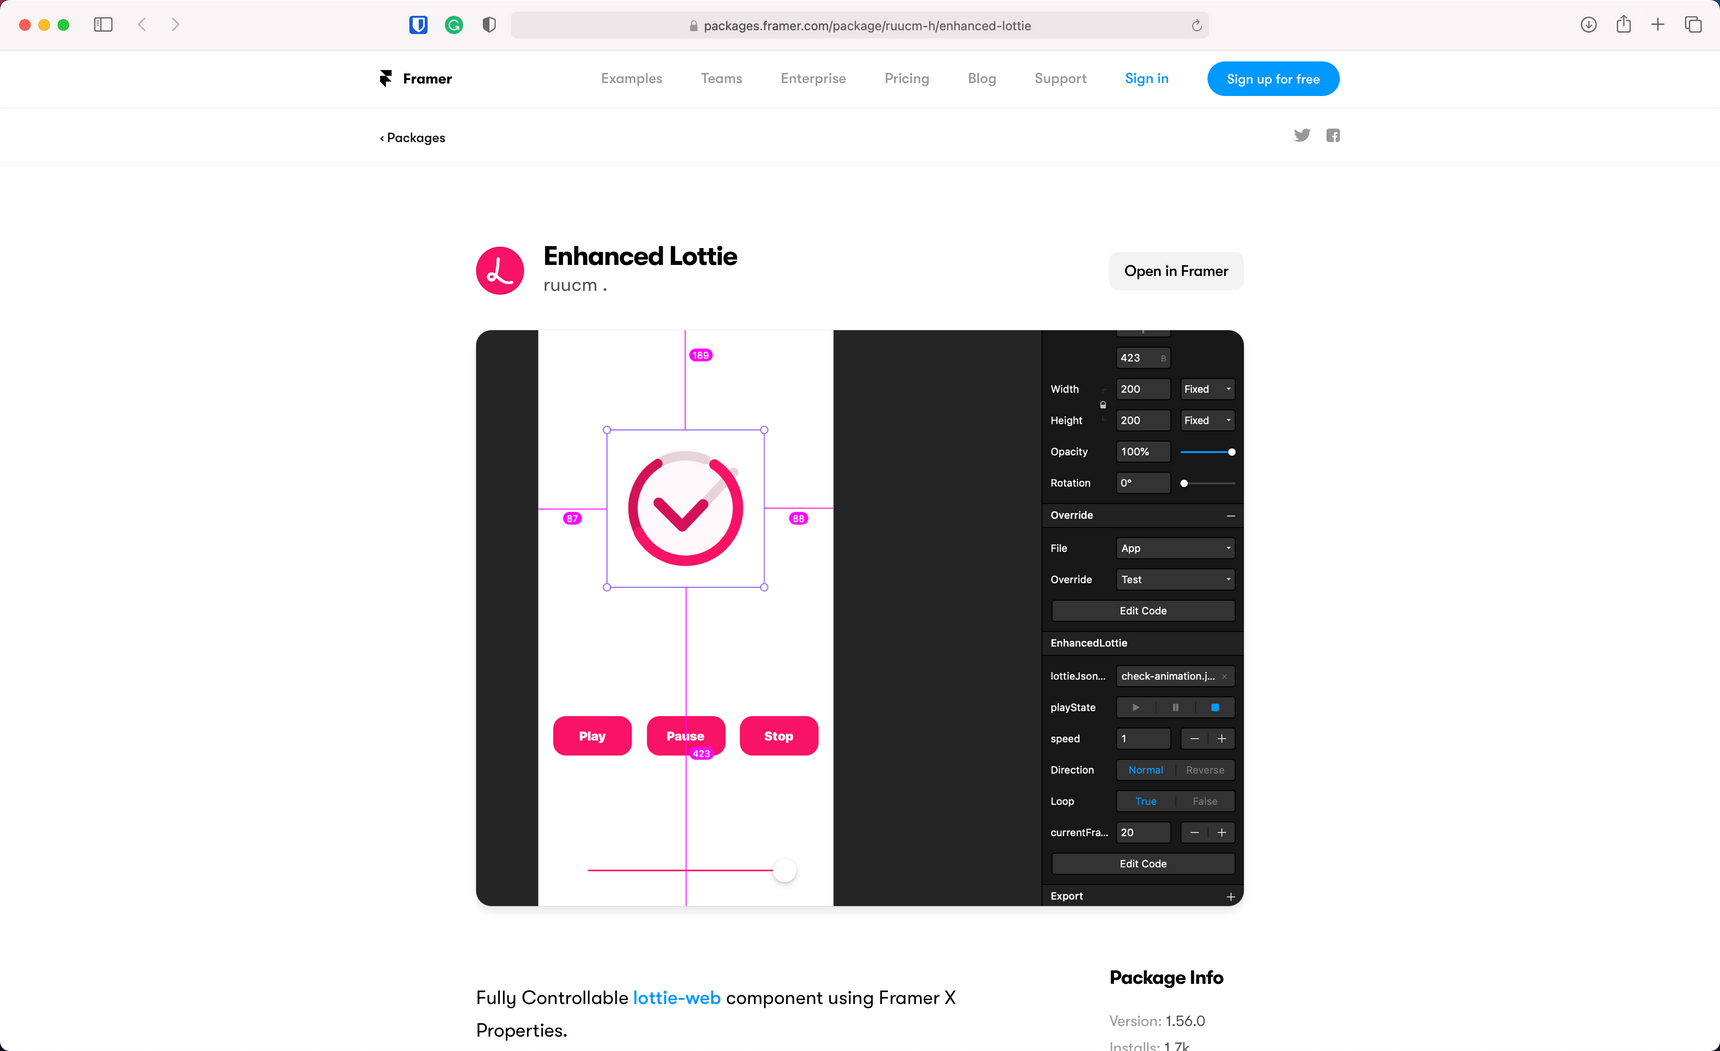 packages.framer.com/package/ruucm-h/enhanced-lottie
Framer
Examples
Teams
Enterprise
Pricing
Blog
Support
Sign in
Sign up for free
‹ Packages
Enhanced Lottie
ruucm .
Open in Framer
189
87
88
Play
Pause
Stop
423
423 B
Width 200 Fixed
Height 200 Fixed
Opacity 100%
Rotation 0°
Override
File App
Override Test
Edit Code
EnhancedLottie
lottieJson... check-animation.j... ×
playState
speed 1 − +
Direction Normal Reverse
Loop True False
currentFra... 20 − +
Edit Code
Export +
Fully Controllable lottie-web component using Framer X
Properties.
Package Info
Version: 1.56.0
Installs: 1.7k